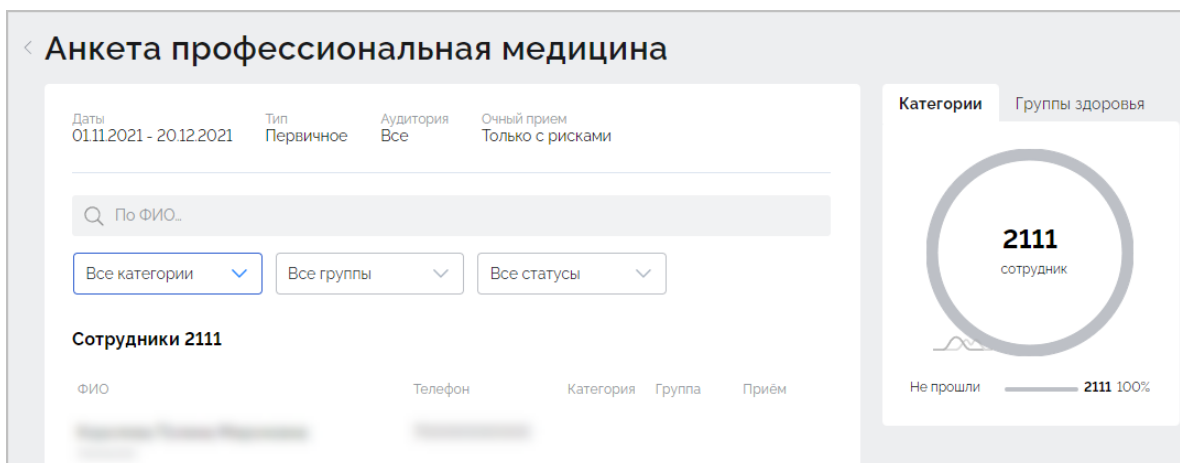 Анкета профессиональная медицина
Даты Тип Аудитория Очный прием
01.11.2021 - 20.12.2021 Первичное Все Только с рисками
По ФИО...
Все категории Все группы Все статусы
Сотрудники 2111
ФИО Телефон Категория Группа Приём
Категории Группы здоровья
2111
сотрудник
Не прошли 2111 100%